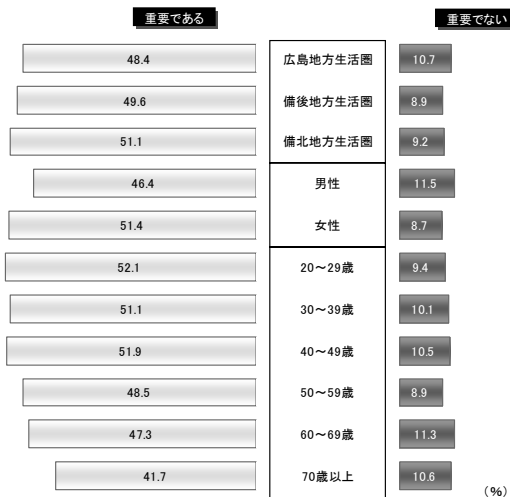 重要である 重要でない
48.4 広島地方生活圏 10.7
49.6 備後地方生活圏 8.9
51.1 備北地方生活圏 9.2
46.4 男性 11.5
51.4 女性 8.7
52.1 20～29歳 9.4
51.1 30～39歳 10.1
51.9 40～49歳 10.5
48.5 50～59歳 8.9
47.3 60～69歳 11.3
41.7 70歳以上 10.6
(%)